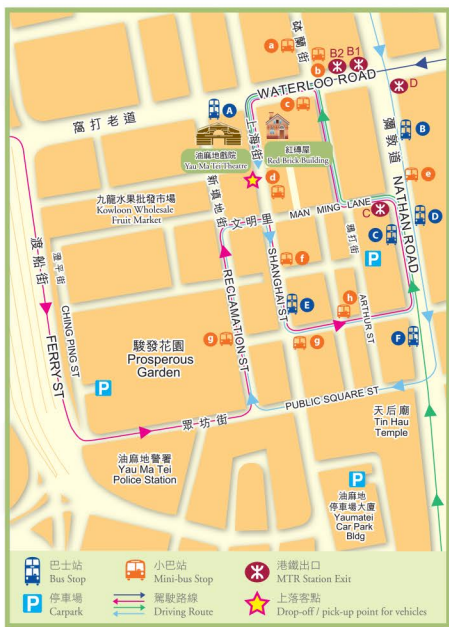 砵蘭街
a
B2 B1
b
WATERLOO ROAD
D
窩打老道
A
c
上海街
紅磚屋
Red Brick Building
油麻地戲院
Yau Ma Tei Theatre
B
彌敦道
NATHAN ROAD
d
e
新填地街
九龍水果批發市場
Kowloon Wholesale
Fruit Market
文明里
MAN MING LANE
C
D
C
渡船街
澄平街
雅打街
P
f
SHANGHAI ST
RECLAMATION ST
E
h
ARTHUR ST
CHING PING ST
FERRY ST
g
g
F
駿發花園
Prosperous
Garden
P
PUBLIC SQUARE ST
眾坊街
天后廟
Tin Hau
Temple
油麻地警署
Yau Ma Tei
Police Station
P
油麻地
停車場大廈
Yaumatei
Car Park
Bldg
巴士站
Bus Stop
小巴站
Mini-bus Stop
港鐵出口
MTR Station Exit
P
停車場
Carpark
駕駛路線
Driving Route
上落客點
Drop-off / pick-up point for vehicles